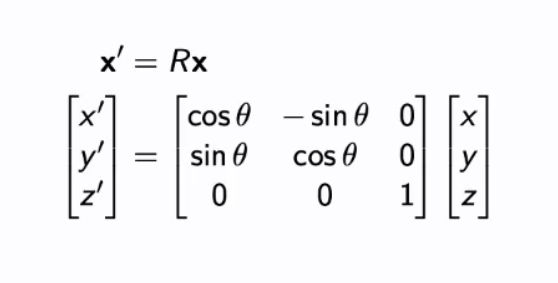 x′ = Rx
[x′] = [cos θ − sin θ 0] [x]
[y′] = [sin θ cos θ 0] [y]
[z′] = [0 0 1] [z]